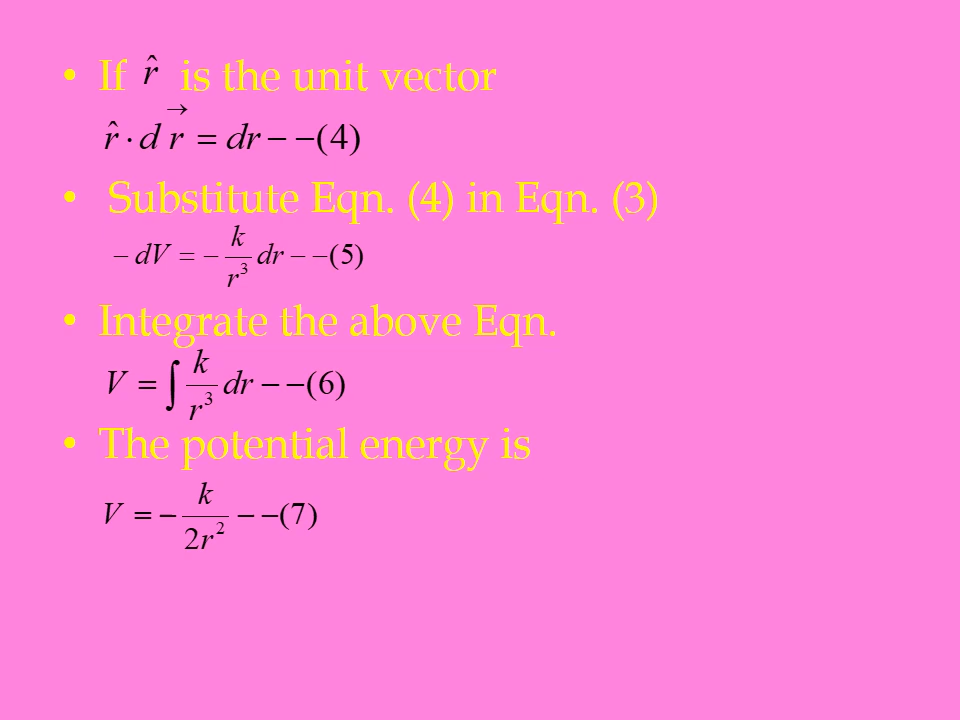 • If r̂ is the unit vector
r̂ · d r⃗ = dr − −(4)
• Substitute Eqn. (4) in Eqn. (3)
− dV = − k/r³ dr − −(5)
• Integrate the above Eqn.
V = ∫ k/r³ dr − −(6)
• The potential energy is
V = − k/2r² − −(7)